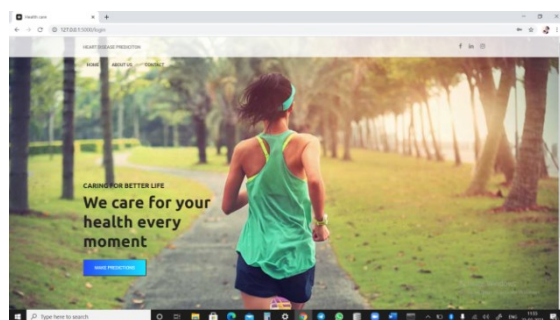 Health care
127.0.0.1:5000/login
HEART DISEASE PREDICTION
HOME ABOUT US CONTACT
CARING FOR BETTER LIFE
We care for your
health every
moment
MAKE PREDICTIONS
Type here to search
ENG